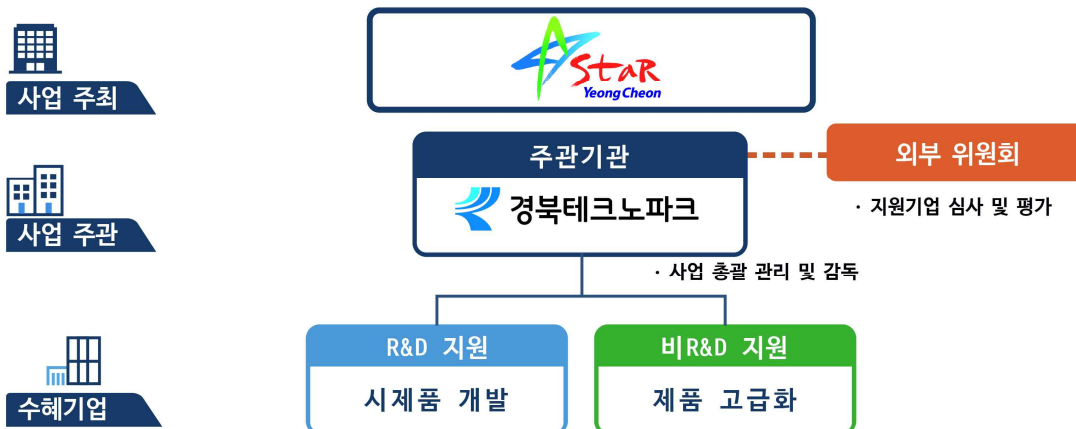 사업 주최
STaR
YeongCheon
주관기관
경북테크노파크
외부 위원회
· 지원기업 심사 및 평가
사업 주관
· 사업 총괄 관리 및 감독
R&D 지원
시제품 개발
비R&D 지원
제품 고급화
수혜기업